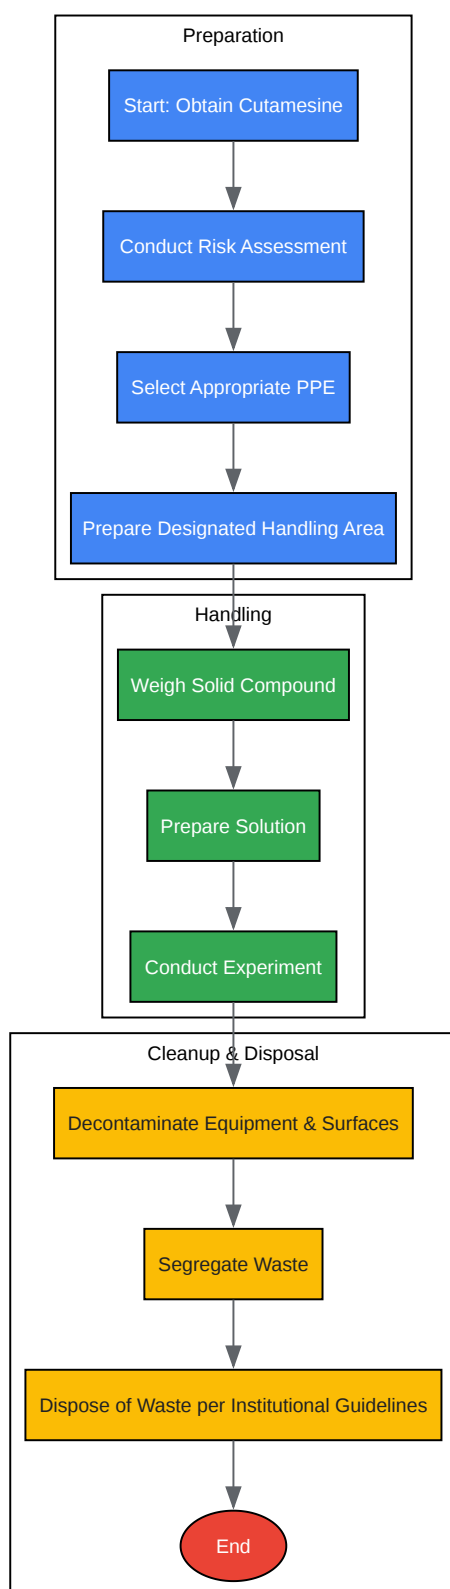 Preparation
Start: Obtain Cutamesine
Conduct Risk Assessment
Select Appropriate PPE
Prepare Designated Handling Area
Handling
Weigh Solid Compound
Prepare Solution
Conduct Experiment
Cleanup & Disposal
Decontaminate Equipment & Surfaces
Segregate Waste
Dispose of Waste per Institutional Guidelines
End